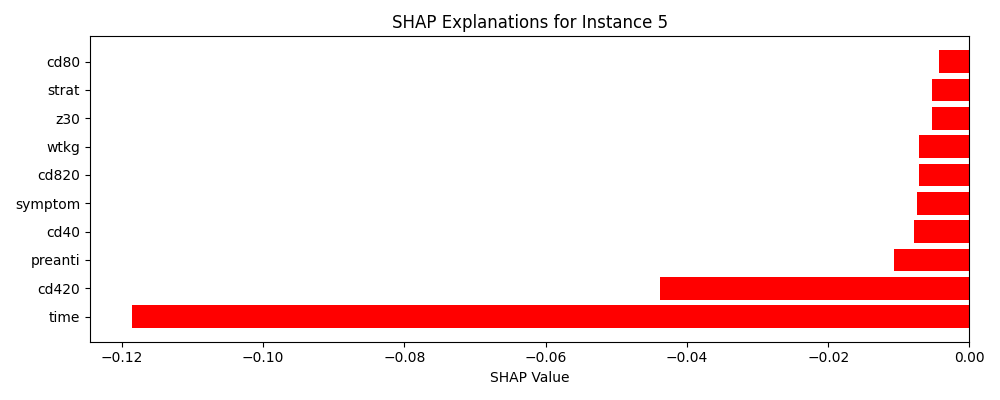 SHAP Explanations for Instance 5
cd80
strat
z30
wtkg
cd820
symptom
cd40
preanti
cd420
time
−0.12 −0.10 −0.08 −0.06 −0.04 −0.02 0.00
SHAP Value